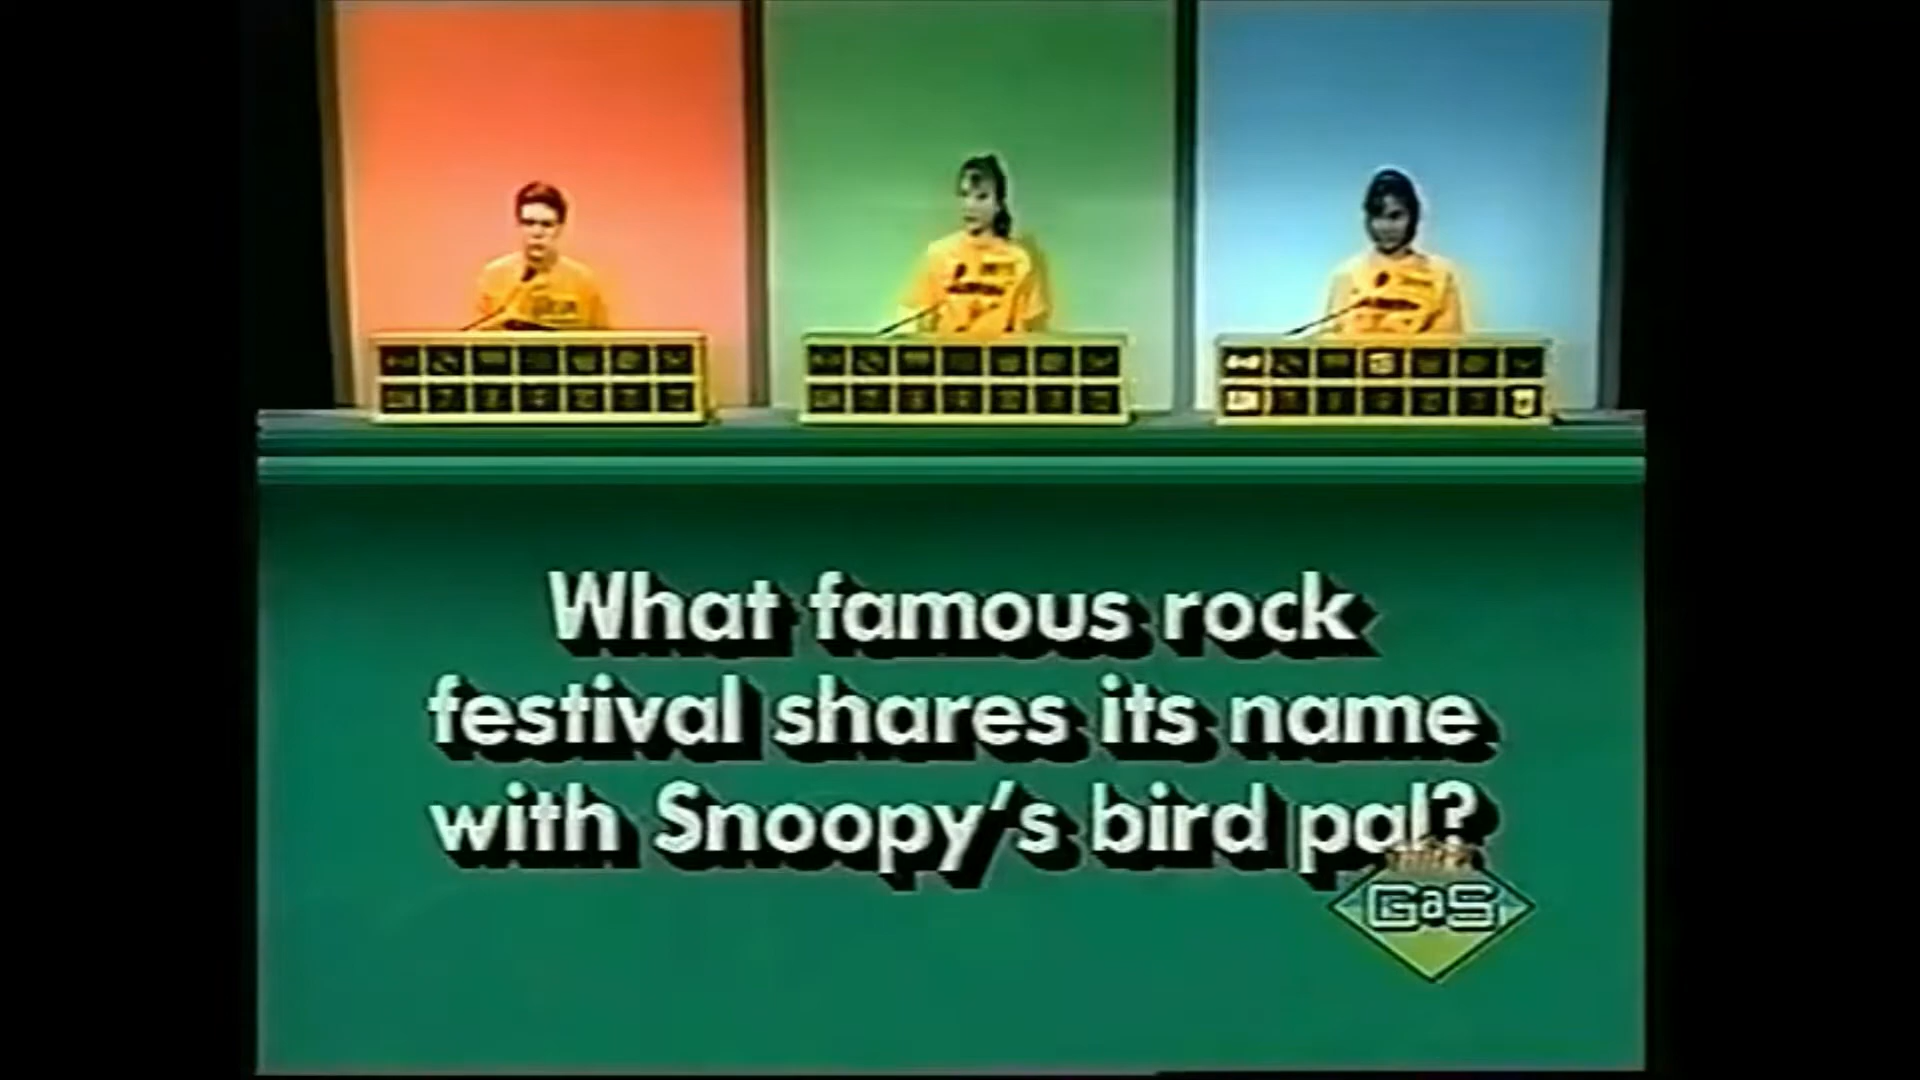 What famous rock
festival shares its name
with Snoopy's bird pal?
GaS